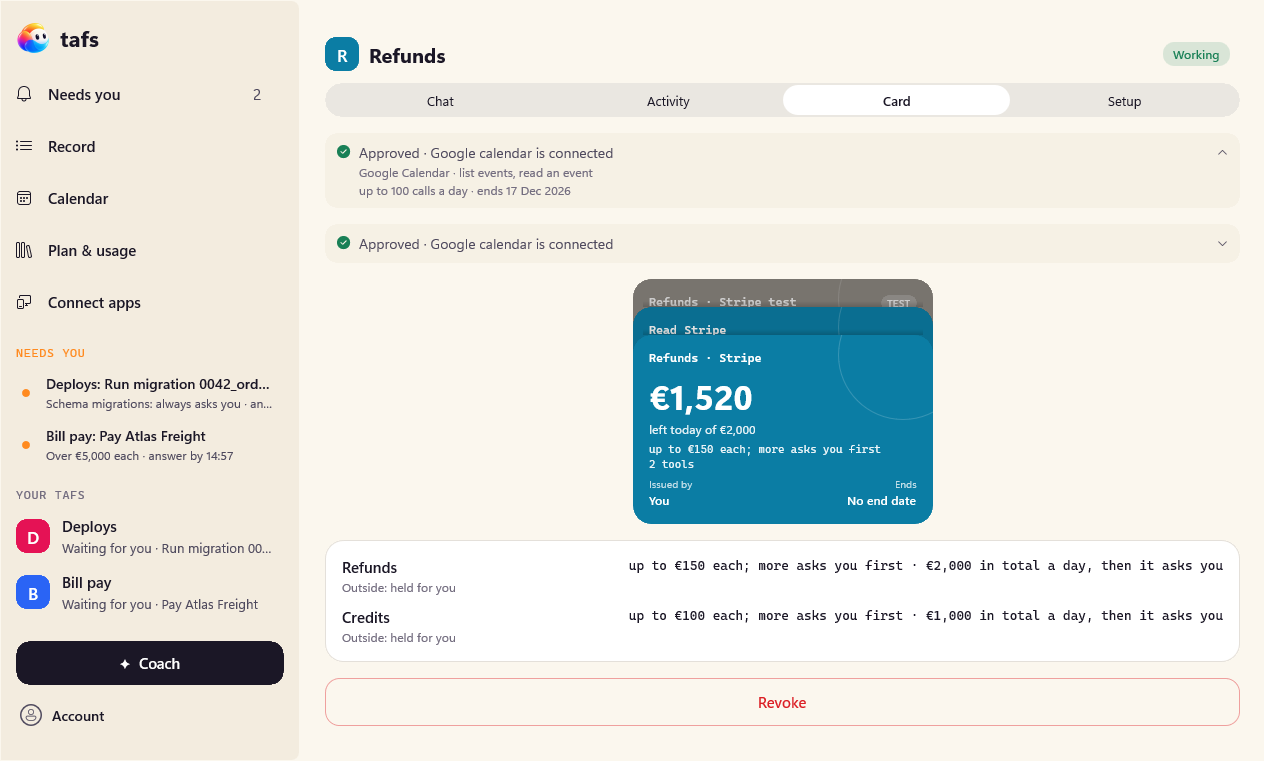 tafs
Needs you 2
Record
Calendar
Plan & usage
Connect apps
NEEDS YOU
Deploys: Run migration 0042_ord...
Schema migrations: always asks you · an...
Bill pay: Pay Atlas Freight
Over €5,000 each · answer by 14:57
YOUR TAFS
D Deploys
Waiting for you · Run migration 00...
B Bill pay
Waiting for you · Pay Atlas Freight
✦ Coach
Account
R Refunds
Working
Chat Activity Card Setup
Approved · Google calendar is connected
Google Calendar · list events, read an event
up to 100 calls a day · ends 17 Dec 2026
Approved · Google calendar is connected
Refunds · Stripe test TEST
Read Stripe
Refunds · Stripe
€1,520
left today of €2,000
up to €150 each; more asks you first
2 tools
Issued by Ends
You No end date
Refunds up to €150 each; more asks you first · €2,000 in total a day, then it asks you
Outside: held for you
Credits up to €100 each; more asks you first · €1,000 in total a day, then it asks you
Outside: held for you
Revoke